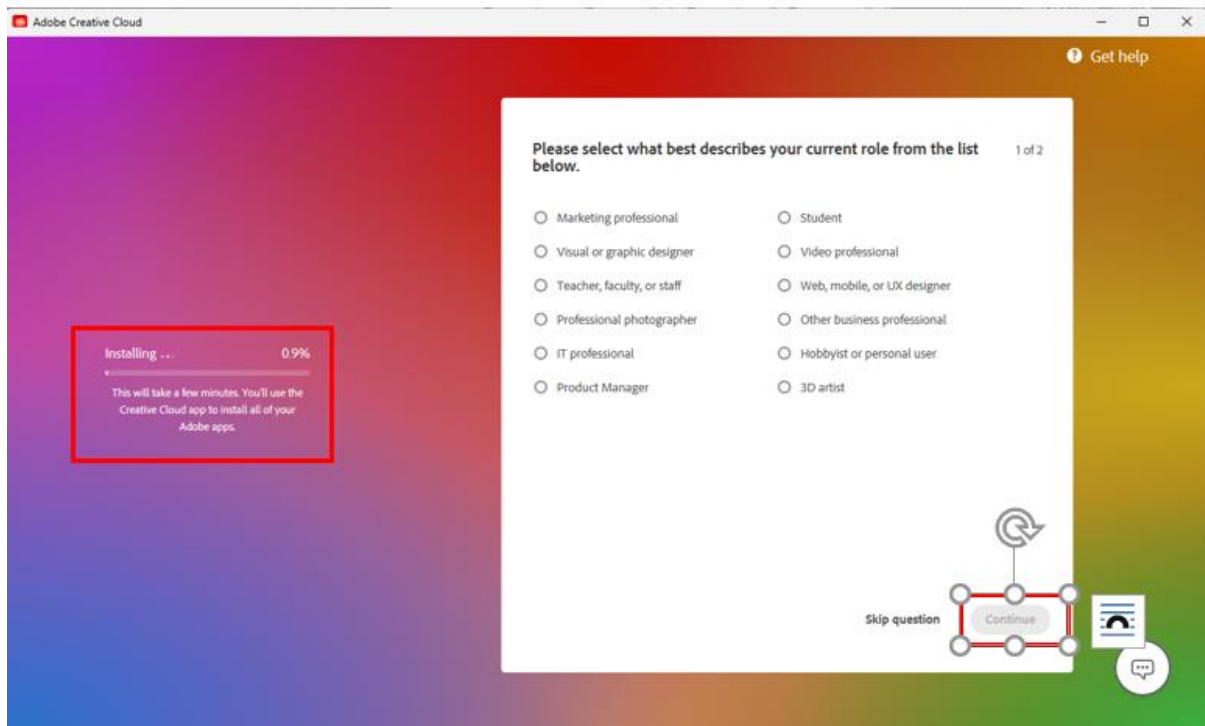 Adobe Creative Cloud
Get help
Please select what best describes your current role from the list
below.
1 of 2
Marketing professional
Student
Visual or graphic designer
Video professional
Teacher, faculty, or staff
Web, mobile, or UX designer
Professional photographer
Other business professional
IT professional
Hobbyist or personal user
Product Manager
3D artist
Installing ...
0.9%
This will take a few minutes. You'll use the
Creative Cloud app to install all of your
Adobe apps.
Skip question
Continue